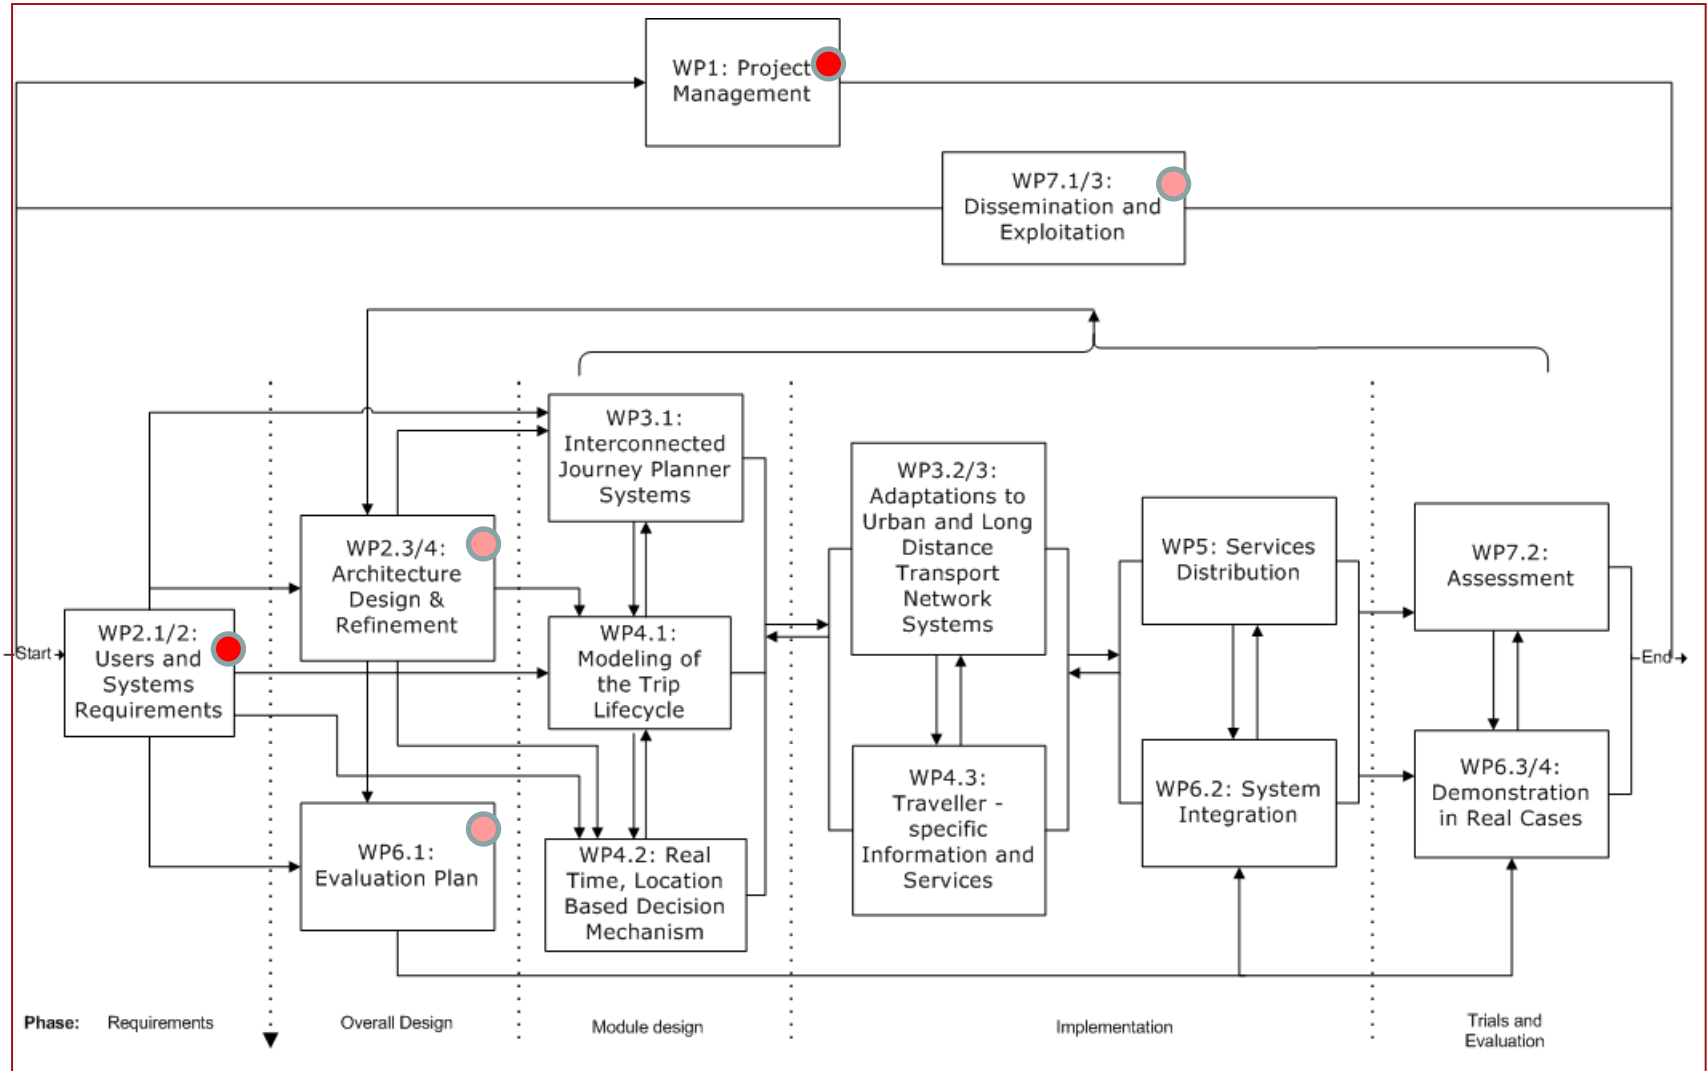 WP1: Project
Management
WP7.1/3:
Dissemination and
Exploitation
WP3.1:
Interconnected
Journey Planner
Systems
WP3.2/3:
Adaptations to
Urban and Long
Distance
Transport
Network
Systems
WP5: Services
Distribution
WP7.2:
Assessment
WP2.3/4:
Architecture
Design &
Refinement
Start
WP2.1/2:
Users and
Systems
Requirements
WP4.1:
Modeling of
the Trip
Lifecycle
End
WP6.1:
Evaluation Plan
WP4.2: Real
Time, Location
Based Decision
Mechanism
WP4.3:
Traveller -
specific
Information and
Services
WP6.2: System
Integration
WP6.3/4:
Demonstration
in Real Cases
Phase: Requirements
Overall Design
Module design
Implementation
Trials and
Evaluation